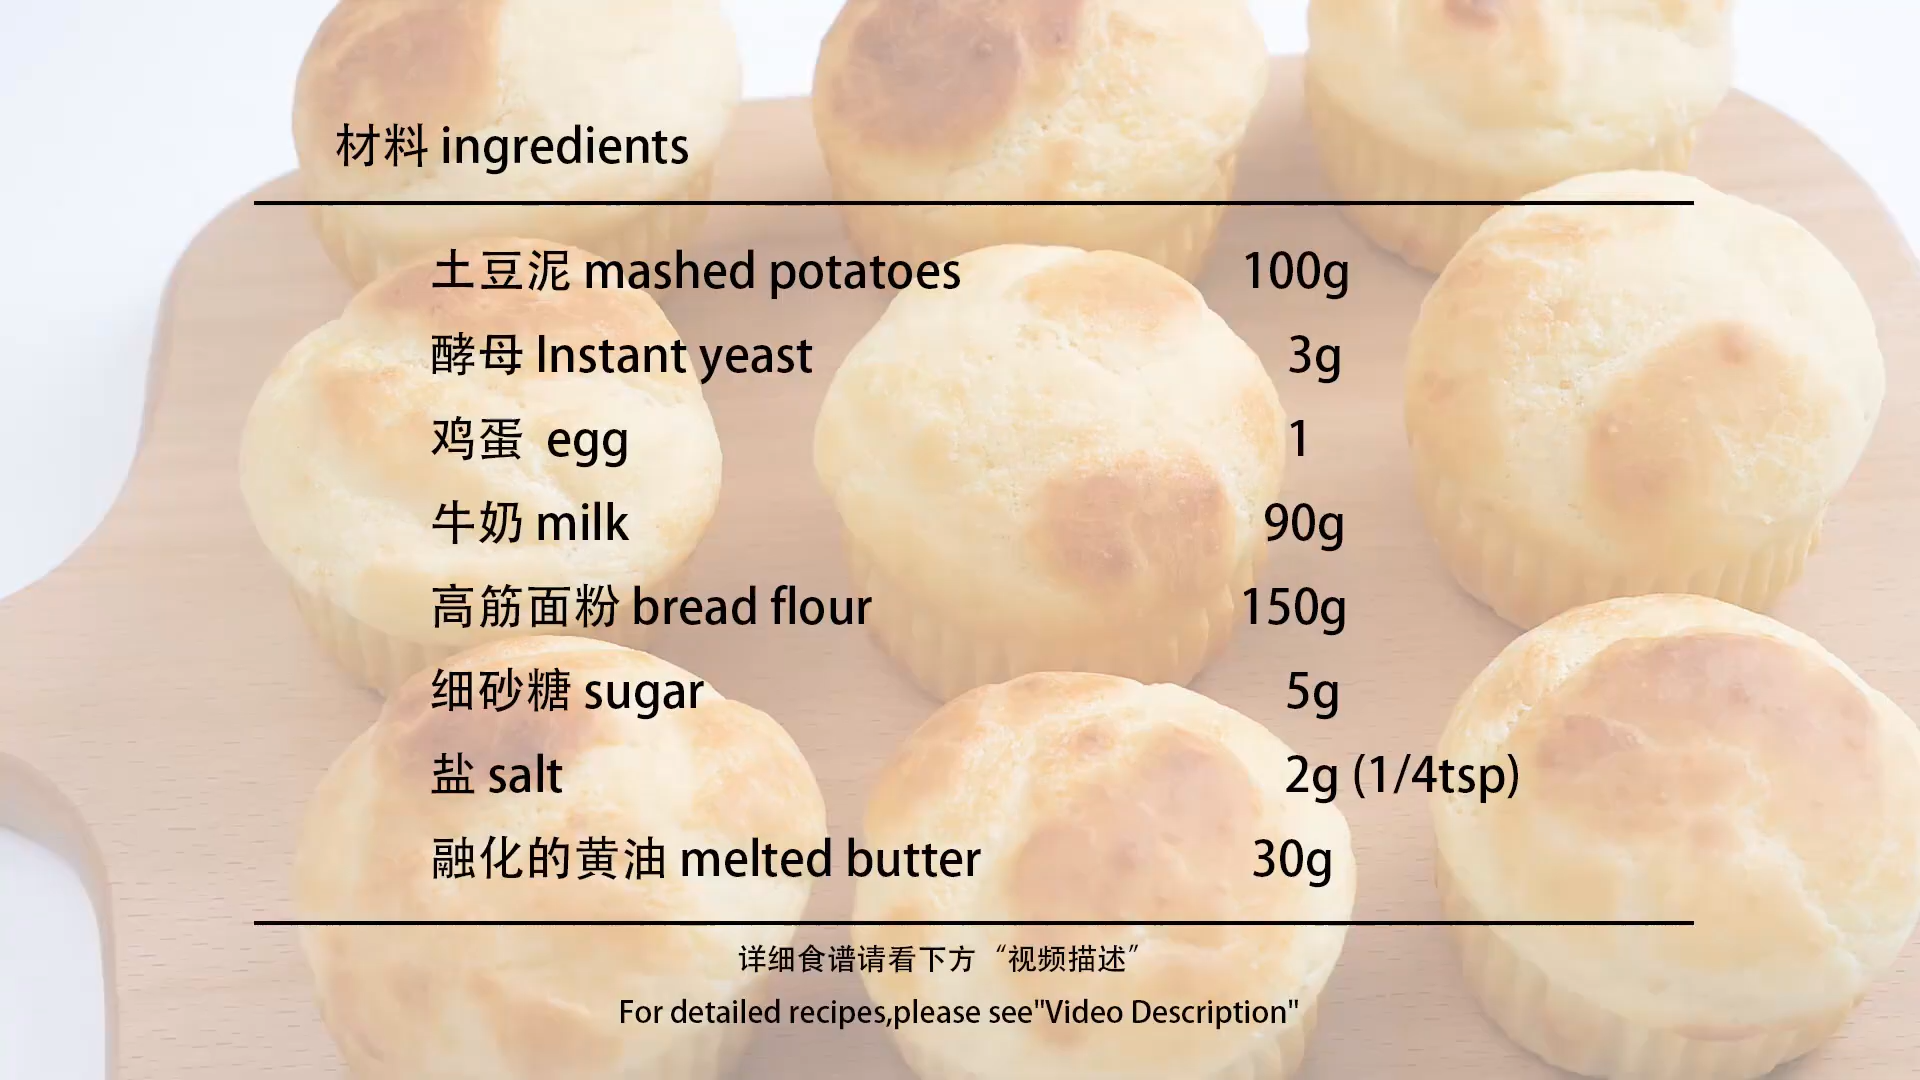 材料 ingredients
土豆泥 mashed potatoes 100g
酵母 Instant yeast 3g
鸡蛋 egg 1
牛奶 milk 90g
高筋面粉 bread flour 150g
细砂糖 sugar 5g
盐 salt 2g (1/4tsp)
融化的黄油 melted butter 30g
详细食谱请看下方“视频描述”
For detailed recipes,please see"Video Description"